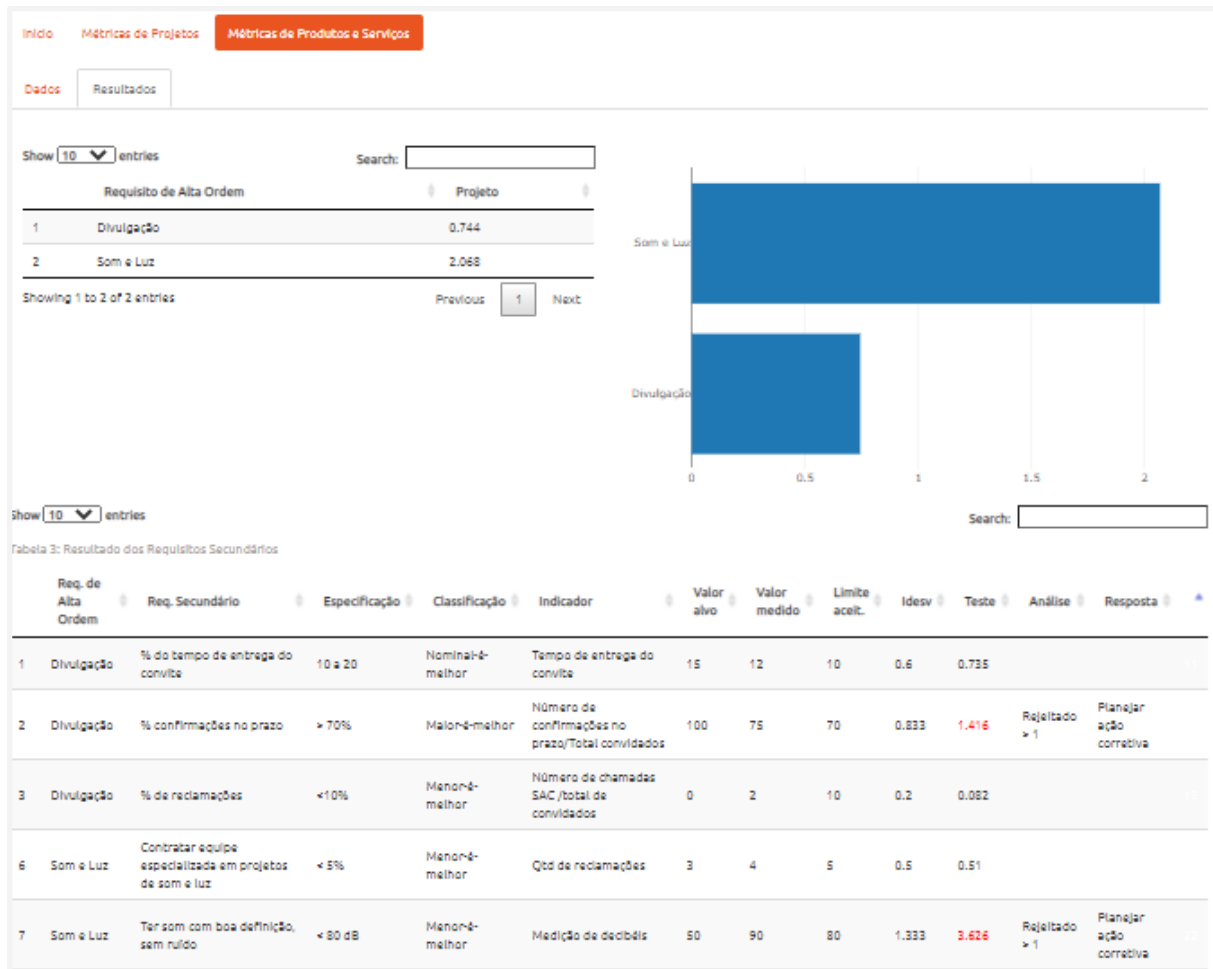 Início Métricas de Projetos Métricas de Produtos e Serviços
Dados Resultados
Show 10 entries Search:
Requisito de Alta Ordem Projeto
1 Divulgação 0.744
2 Som e Luz 2.068
Showing 1 to 2 of 2 entries Previous 1 Next
Som e Luz
Divulgação
0 0.5 1 1.5 2
Show 10 entries Search:
Tabela 3: Resultado dos Requisitos Secundários
Req. de Alta Ordem Req. Secundário Especificação Classificação Indicador Valor alvo Valor medido Limite aceit. Idesv Teste Análise Resposta
1 Divulgação % do tempo de entrega do convite 10 a 20 Nominal-é-melhor Tempo de entrega do convite 15 12 10 0.6 0.735
2 Divulgação % confirmações no prazo > 70% Maior-é-melhor Número de confirmações no prazo/Total convidados 100 75 70 0.833 1.416 Rejeitado > 1 Planejar ação corretiva
3 Divulgação % de reclamações <10% Menor-é-melhor Número de chamadas SAC /total de convidados 0 2 10 0.2 0.082
6 Som e Luz Contratar equipe especializada em projetos de som e luz < 5% Menor-é-melhor Qtd de reclamações 3 4 5 0.5 0.51
7 Som e Luz Ter som com boa definição, sem ruído < 80 dB Menor-é-melhor Medição de decibéis 50 90 80 1.333 3.626 Rejeitado > 1 Planejar ação corretiva